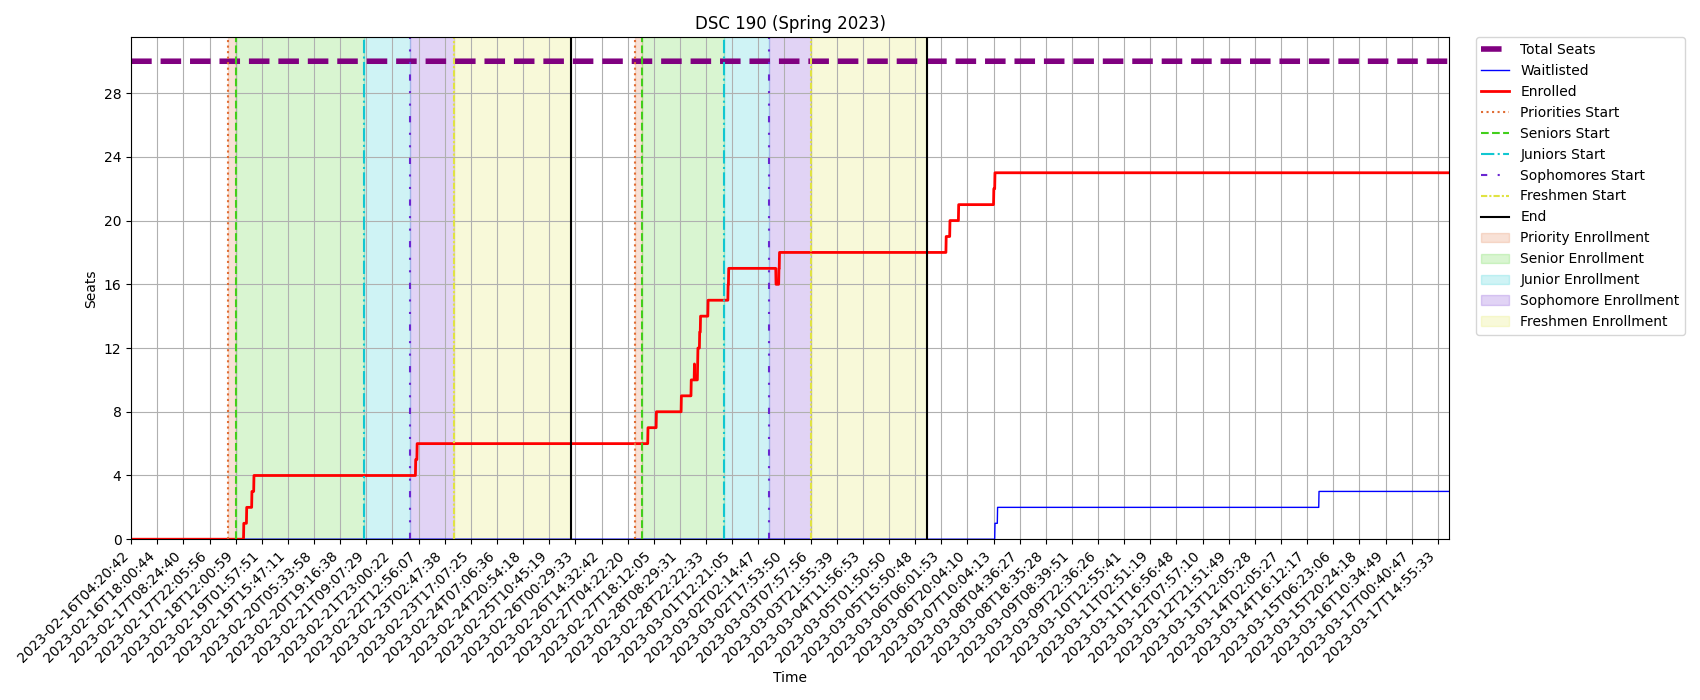 DSC 190 (Spring 2023)
Seats
28
24
20
16
12
8
4
0
2023-02-16T04:20:42
2023-02-16T18:00:44
2023-02-17T08:24:40
2023-02-17T22:05:56
2023-02-18T12:00:59
2023-02-19T01:57:51
2023-02-19T15:47:11
2023-02-20T05:33:58
2023-02-20T19:16:38
2023-02-21T09:07:29
2023-02-21T23:00:22
2023-02-22T12:56:07
2023-02-23T02:47:38
2023-02-23T17:07:25
2023-02-24T07:06:36
2023-02-24T20:54:18
2023-02-25T10:45:19
2023-02-26T00:29:33
2023-02-26T14:32:42
2023-02-27T04:22:20
2023-02-27T18:12:05
2023-02-28T08:29:31
2023-02-28T22:22:33
2023-03-01T12:21:05
2023-03-02T02:14:47
2023-03-02T17:53:50
2023-03-03T07:57:56
2023-03-03T21:55:39
2023-03-04T11:56:53
2023-03-05T01:50:50
2023-03-05T15:50:48
2023-03-06T06:01:53
2023-03-06T20:04:10
2023-03-07T10:04:13
2023-03-08T04:36:27
2023-03-08T18:35:28
2023-03-09T08:39:51
2023-03-09T22:36:26
2023-03-10T12:55:41
2023-03-11T02:51:19
2023-03-11T16:56:48
2023-03-12T07:57:10
2023-03-12T21:51:49
2023-03-13T12:05:28
2023-03-14T02:05:27
2023-03-14T16:12:17
2023-03-15T06:23:06
2023-03-15T20:24:18
2023-03-16T10:34:49
2023-03-17T00:40:47
2023-03-17T14:55:33
Time
Total Seats
Waitlisted
Enrolled
Priorities Start
Seniors Start
Juniors Start
Sophomores Start
Freshmen Start
End
Priority Enrollment
Senior Enrollment
Junior Enrollment
Sophomore Enrollment
Freshmen Enrollment